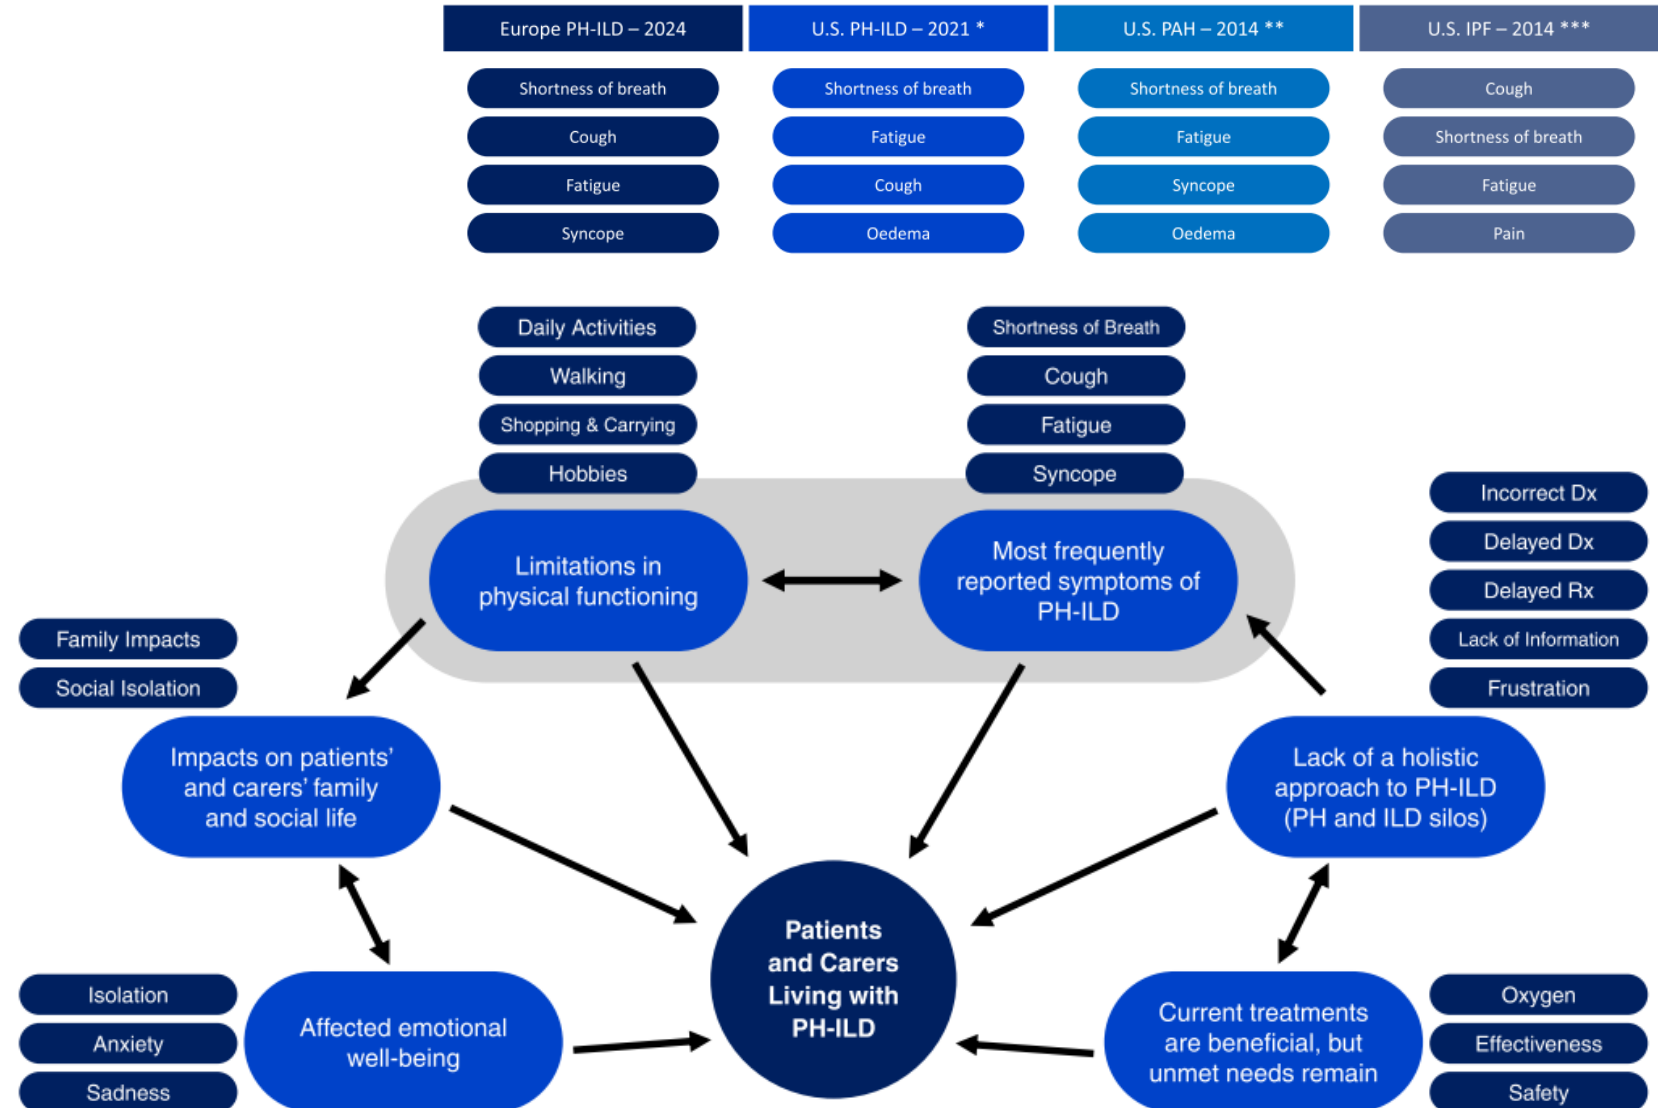 Europe PH-ILD – 2024
U.S. PH-ILD – 2021 *
U.S. PAH – 2014 **
U.S. IPF – 2014 ***
Shortness of breath
Shortness of breath
Shortness of breath
Cough
Cough
Fatigue
Fatigue
Shortness of breath
Fatigue
Cough
Syncope
Fatigue
Syncope
Oedema
Oedema
Pain
Daily Activities
Walking
Shopping & Carrying
Hobbies
Limitations in
physical functioning
Shortness of Breath
Cough
Fatigue
Syncope
Most frequently
reported symptoms of
PH-ILD
Incorrect Dx
Delayed Dx
Delayed Rx
Lack of Information
Frustration
Lack of a holistic
approach to PH-ILD
(PH and ILD silos)
Family Impacts
Social Isolation
Impacts on patients’
and carers’ family
and social life
Isolation
Anxiety
Sadness
Affected emotional
well-being
Patients
and Carers
Living with
PH-ILD
Current treatments
are beneficial, but
unmet needs remain
Oxygen
Effectiveness
Safety